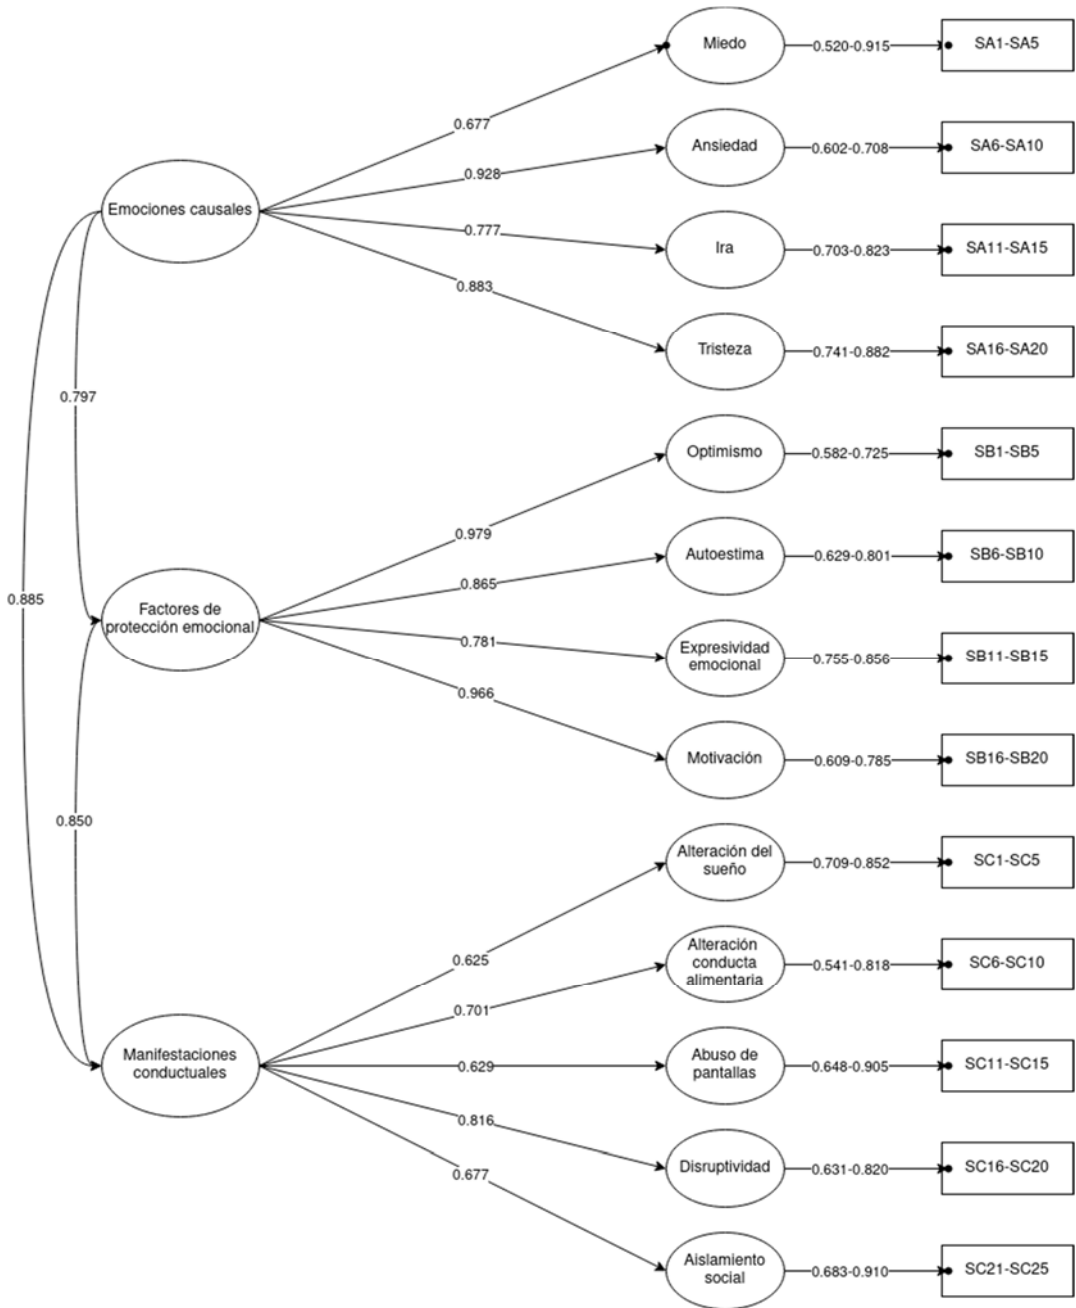 Miedo
0.520-0.915
SA1-SA5
0.677
Ansiedad
0.602-0.708
SA6-SA10
0.928
Emociones causales
0.777
Ira
0.703-0.823
SA11-SA15
0.883
Tristeza
0.741-0.882
SA16-SA20
0.797
Optimismo
0.582-0.725
SB1-SB5
0.979
Autoestima
0.629-0.801
SB6-SB10
0.865
0.885
Factores de
protección emocional
0.781
Expresividad
emocional
0.755-0.856
SB11-SB15
0.966
Motivación
0.609-0.785
SB16-SB20
0.850
Alteración del
sueño
0.709-0.852
SC1-SC5
0.625
Alteración
conducta
alimentaria
0.541-0.818
SC6-SC10
0.701
Manifestaciones
conductuales
0.629
Abuso de
pantallas
0.648-0.905
SC11-SC15
0.816
Disruptividad
0.631-0.820
SC16-SC20
0.677
Aislamiento
social
0.683-0.910
SC21-SC25